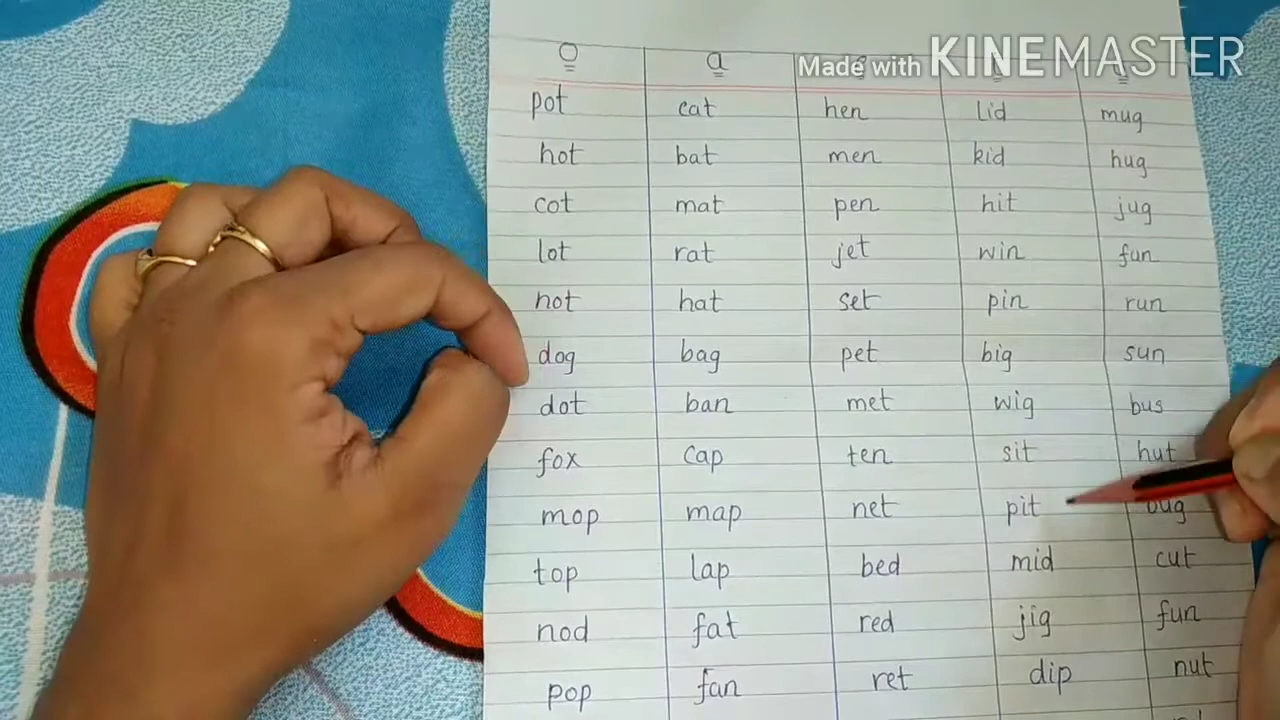 Made with KINEMASTER
o a
pot cat hen lid mug
hot bat men kid hug
cot mat pen hit jug
lot rat jet win fun
not hat set pin run
dog bag pet big sun
dot ban met wig bus
fox cap ten sit hut
mop map net pit bug
top lap bed mid cut
nod fat red jig fun
pop fan ret dip nut